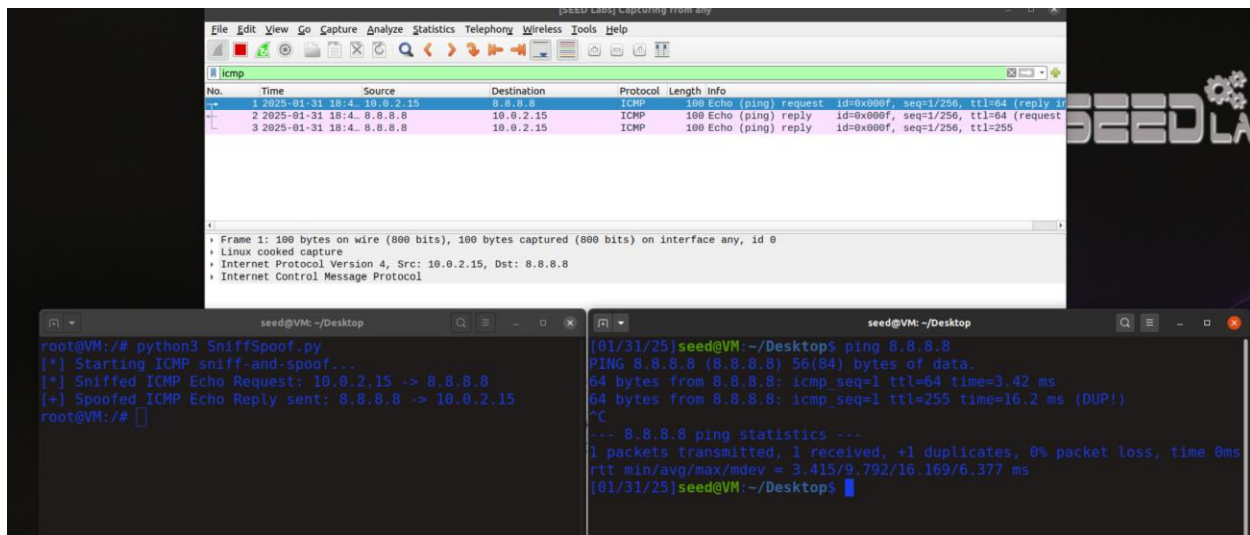 [SEED Labs] Capturing from any
File Edit View Go Capture Analyze Statistics Telephony Wireless Tools Help
icmp
No. Time Source Destination Protocol Length Info
1 2025-01-31 18:4… 10.0.2.15 8.8.8.8 ICMP 100 Echo (ping) request id=0x000f, seq=1/256, ttl=64 (reply in
2 2025-01-31 18:4… 8.8.8.8 10.0.2.15 ICMP 100 Echo (ping) reply id=0x000f, seq=1/256, ttl=64 (request
3 2025-01-31 18:4… 8.8.8.8 10.0.2.15 ICMP 100 Echo (ping) reply id=0x000f, seq=1/256, ttl=255
SEED LA
Frame 1: 100 bytes on wire (800 bits), 100 bytes captured (800 bits) on interface any, id 0
Linux cooked capture
Internet Protocol Version 4, Src: 10.0.2.15, Dst: 8.8.8.8
Internet Control Message Protocol
seed@VM: ~/Desktop
root@VM:/# python3 SniffSpoof.py
[*] Starting ICMP sniff-and-spoof...
[*] Sniffed ICMP Echo Request: 10.0.2.15 -> 8.8.8.8
[+] Spoofed ICMP Echo Reply sent: 8.8.8.8 -> 10.0.2.15
root@VM:/#
seed@VM: ~/Desktop
[01/31/25]seed@VM:~/Desktop$ ping 8.8.8.8
PING 8.8.8.8 (8.8.8.8) 56(84) bytes of data.
64 bytes from 8.8.8.8: icmp_seq=1 ttl=64 time=3.42 ms
64 bytes from 8.8.8.8: icmp_seq=1 ttl=255 time=16.2 ms (DUP!)
^C
--- 8.8.8.8 ping statistics ---
1 packets transmitted, 1 received, +1 duplicates, 0% packet loss, time 0ms
rtt min/avg/max/mdev = 3.415/9.792/16.169/6.377 ms
[01/31/25]seed@VM:~/Desktop$